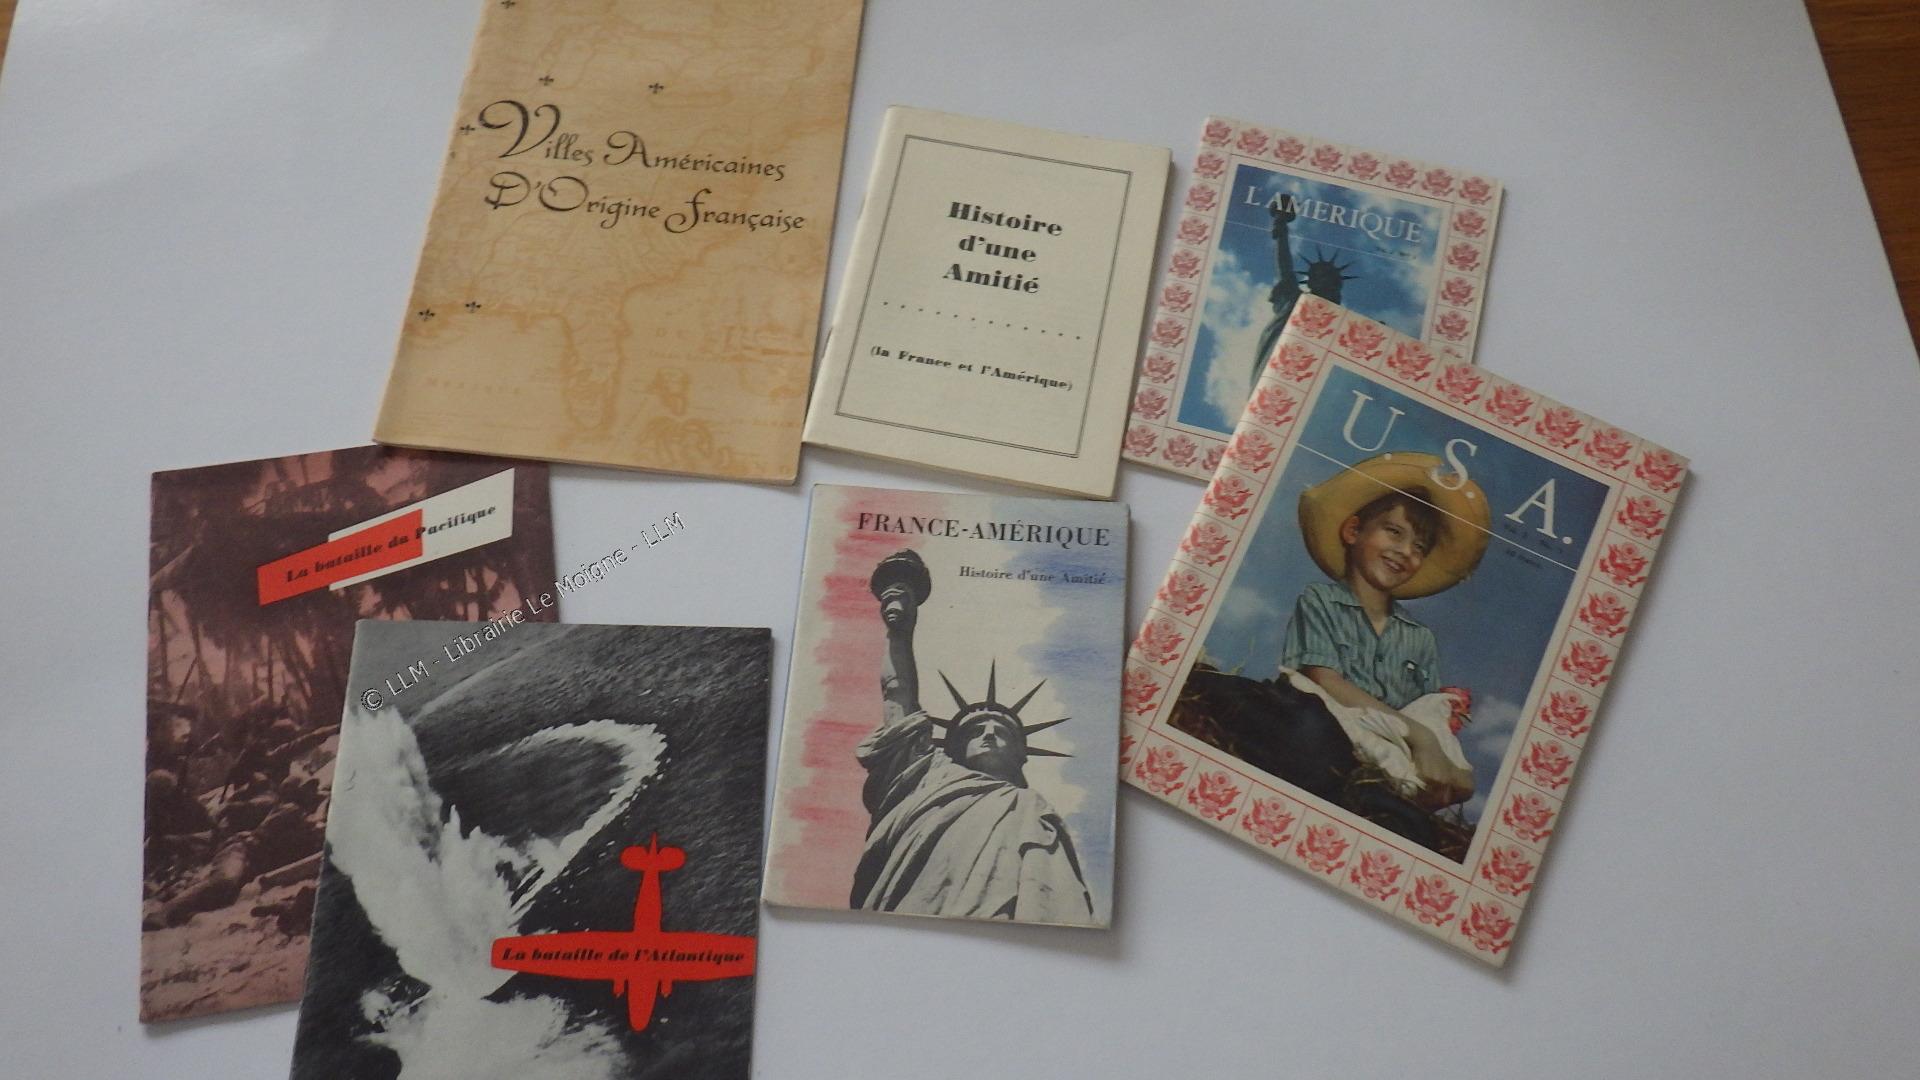 Villes Américaines
D'Origine Française
Histoire
d'une
Amitié
(la France et l'Amérique)
L'AMERIQUE
U. S. A.
La bataille du Pacifique
FRANCE-AMÉRIQUE
Histoire d'une Amitié
La bataille de l'Atlantique
© LLM - Librairie Le Moigne - LLM